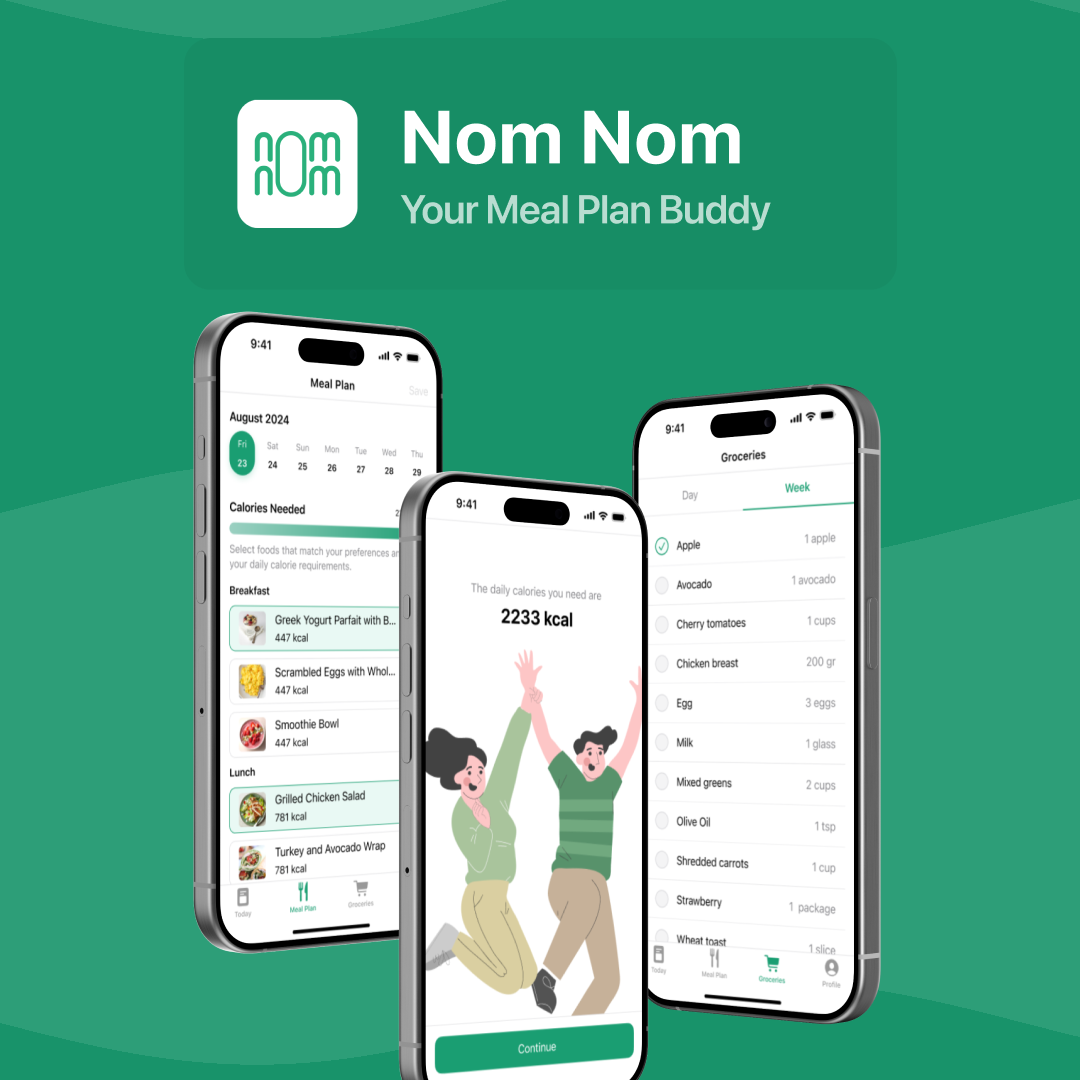 nom
nom
Nom Nom
Your Meal Plan Buddy
9:41
Meal Plan
Save
August 2024
Fri Sat Sun Mon Tue Wed Thu
23 24 25 26 27 28 29
Calories Needed
Select foods that match your preferences
your daily calorie requirements.
Breakfast
Greek Yogurt Parfait with B...
447 kcal
Scrambled Eggs with Whol...
447 kcal
Smoothie Bowl
447 kcal
Lunch
Grilled Chicken Salad
781 kcal
Turkey and Avocado Wrap
781 kcal
Today
Meal Plan
Groceries
9:41
The daily calories you need are
2233 kcal
Continue
9:41
Groceries
Day Week
Apple 1 apple
Avocado 1 avocado
Cherry tomatoes 1 cups
Chicken breast 200 gr
Egg 3 eggs
Milk 1 glass
Mixed greens 2 cups
Olive Oil 1 tsp
Shredded carrots 1 cup
Strawberry 1 package
Wheat toast 1 slice
Today
Meal Plan
Groceries
Profile